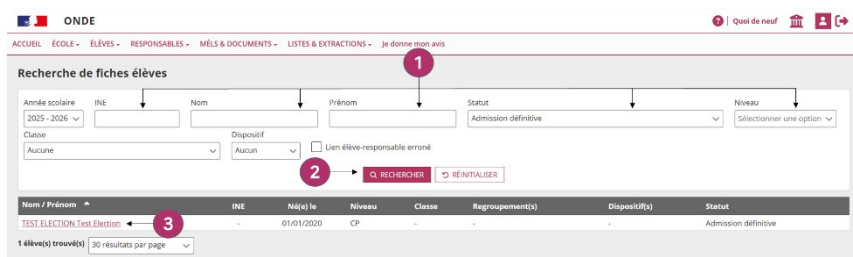 ONDE
Quoi de neuf
ACCUEIL ÉCOLE ÉLÈVES RESPONSABLES MÉLS & DOCUMENTS LISTES & EXTRACTIONS Je donne mon avis
1
Recherche de fiches élèves
Année scolaire INE Nom Prénom Statut Niveau
2025 - 2026 Admission définitive Sélectionner une option
Classe Dispositif
Aucune Aucun Lien élève-responsable erroné
2 RECHERCHER RÉINITIALISER
Nom / Prénom INE Né(e) le Niveau Classe Regroupement(s) Dispositif(s) Statut
TEST ELECTION Test Election 3 - 01/01/2020 CP - - - Admission définitive
1 élève(s) trouvé(s) 30 résultats par page